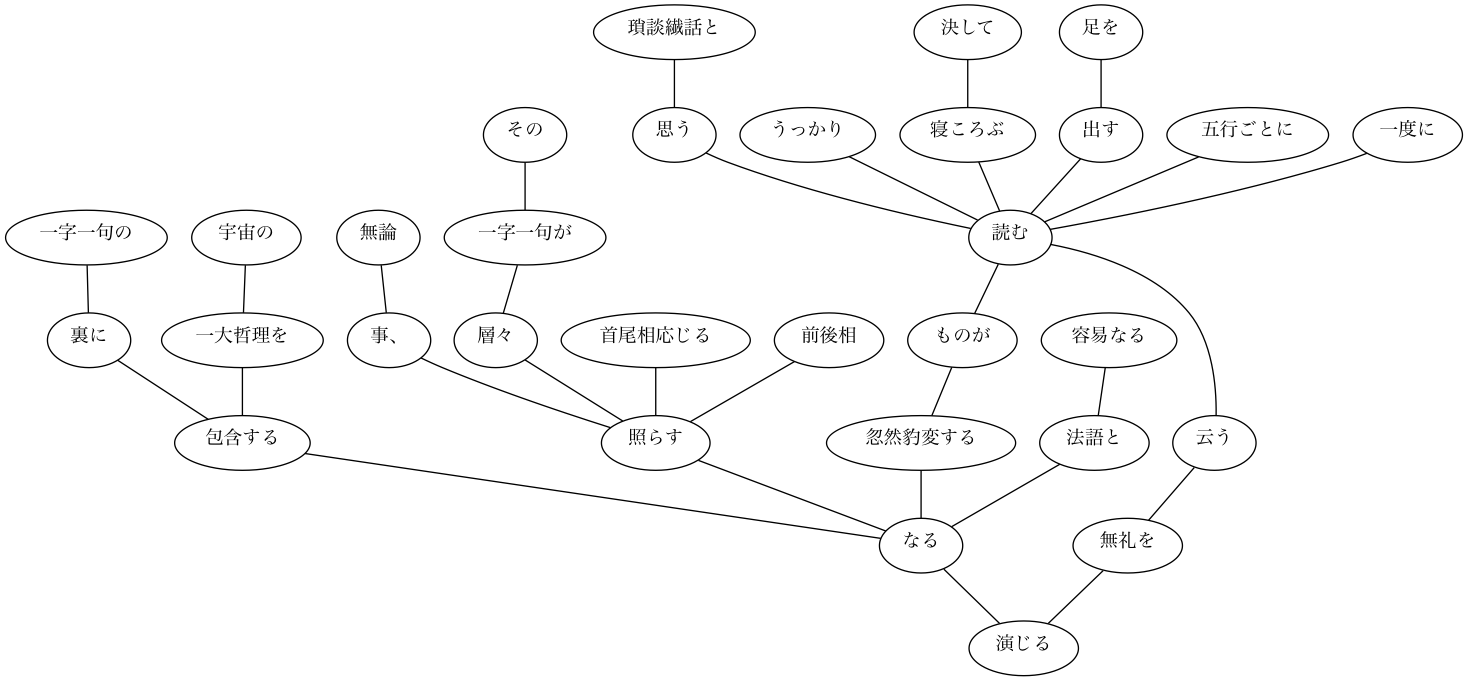 瑣談繊話と
決して
足を
その
思う
うっかり
寝ころぶ
出す
五行ごとに
一度に
一字一句の
宇宙の
無論
一字一句が
読む
裏に
一大哲理を
事、
層々
首尾相応じる
前後相
ものが
容易なる
包含する
照らす
忽然豹変する
法語と
云う
なる
無礼を
演じる